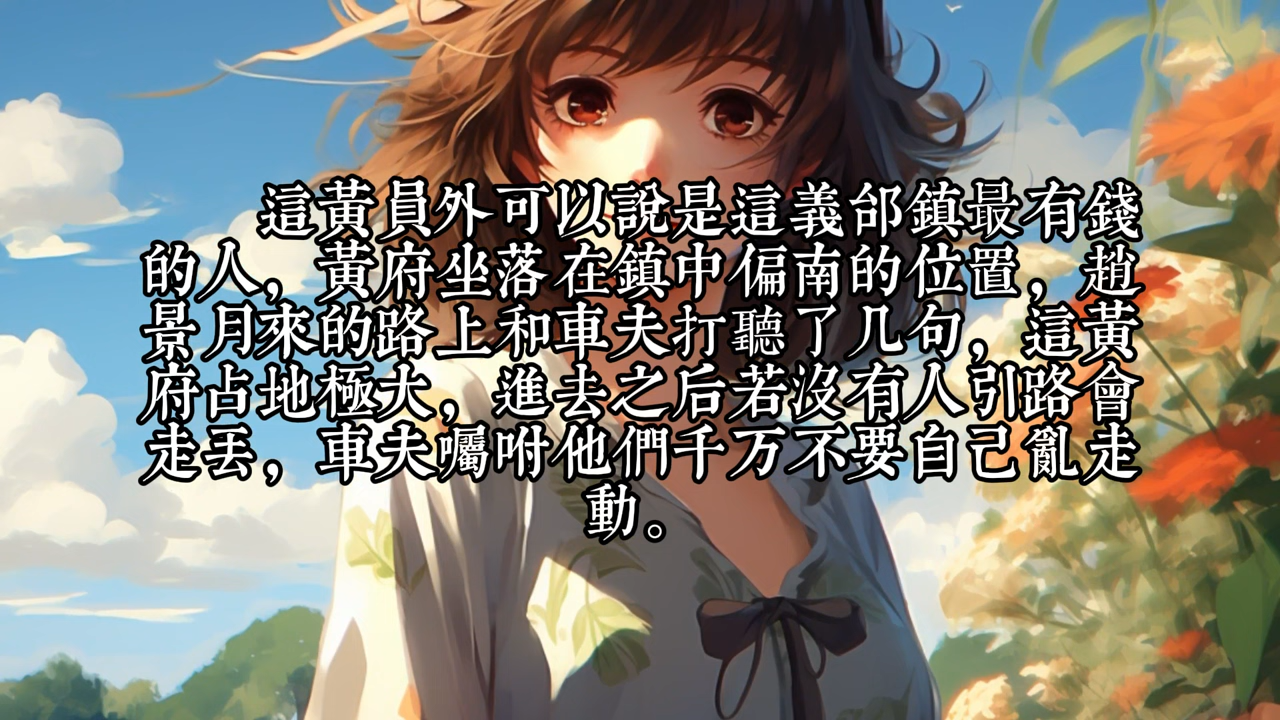 這黃員外可以說是這義邰鎮最有錢
的人，黃府坐落在鎮中偏南的位置，趙
景月來的路上和車夫打聽了几句，這黃
府占地極大，進去之后若沒有人引路會
走丟，車夫囑咐他們千万不要自己亂走
動。